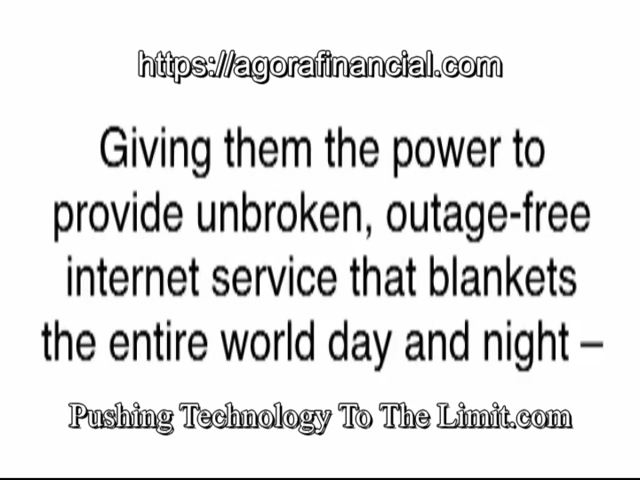 https://agorafinancial.com
Giving them the power to
provide unbroken, outage-free
internet service that blankets
the entire world day and night –
Pushing Technology To The Limit.com